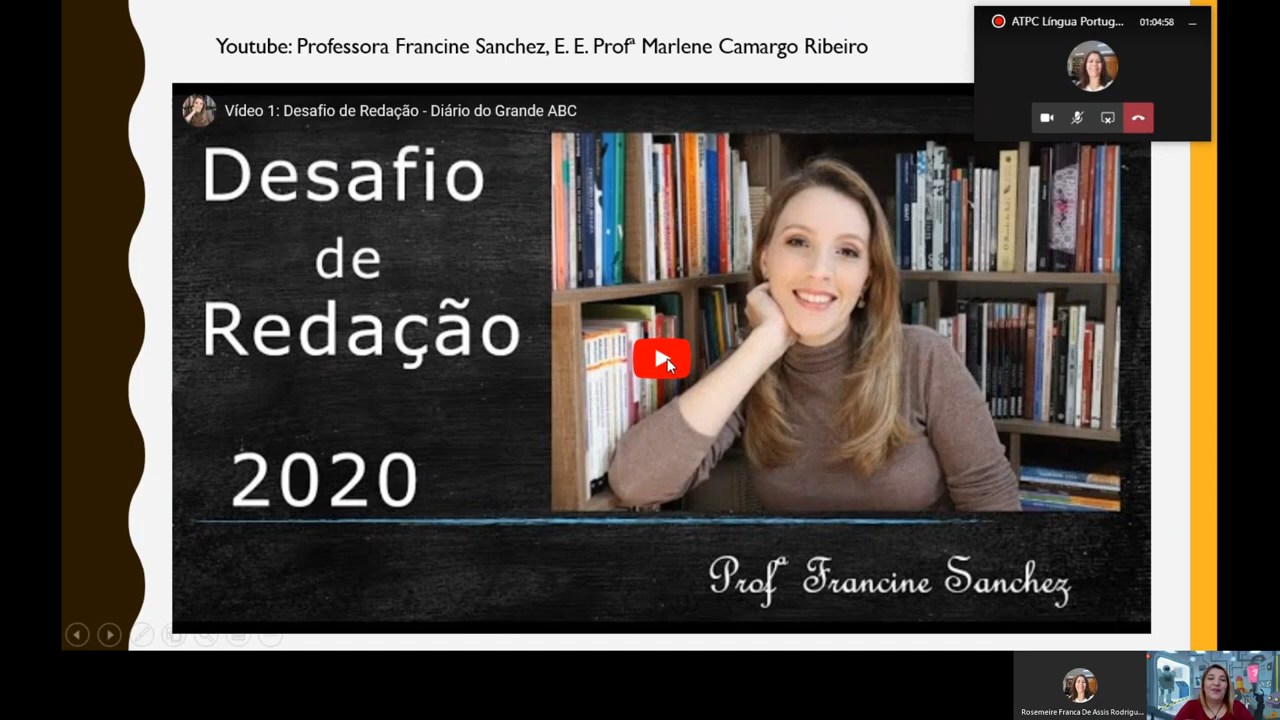 Youtube: Professora Francine Sanchez, E. E. Profª Marlene Camargo Ribeiro
ATPC Língua Portug...
01:04:58
Vídeo 1: Desafio de Redação - Diário do Grande ABC
Desafio
de
Redação
2020
Profª Francine Sanchez
Rosemeire Franca De Assis Rodrigu...